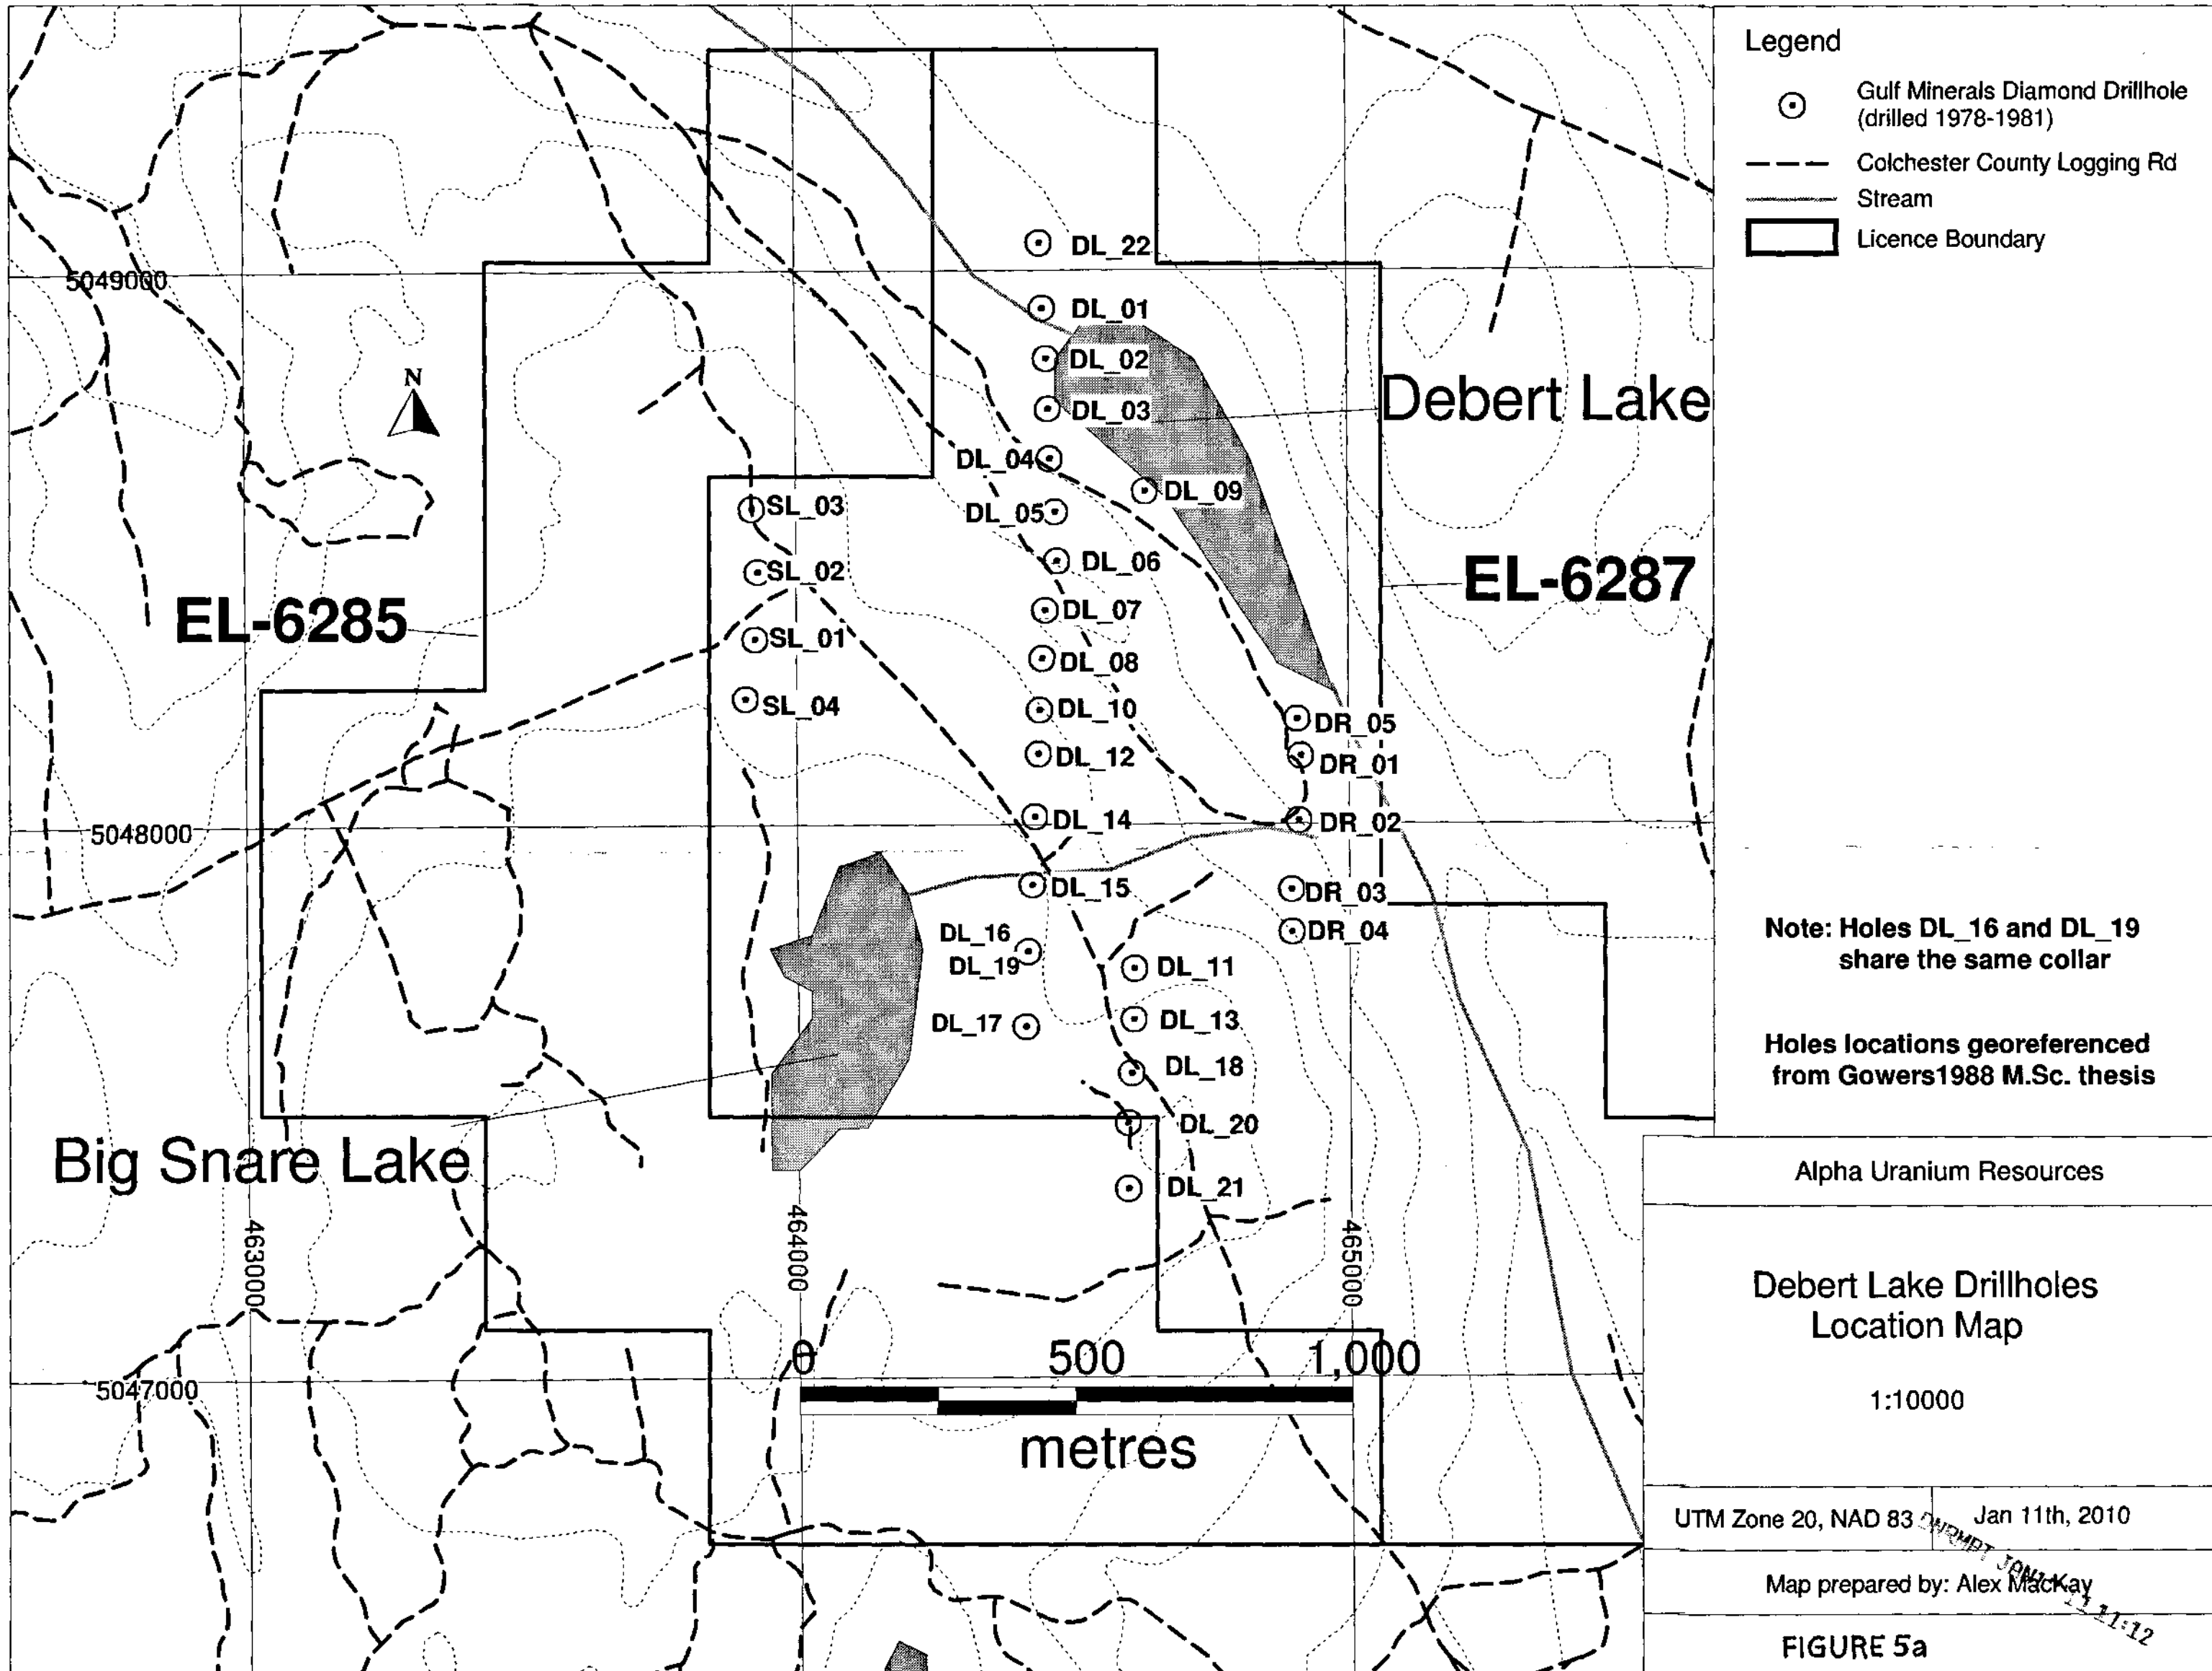 Legend
Gulf Minerals Diamond Drillhole
(drilled 1978-1981)
Colchester County Logging Rd
Stream
Licence Boundary
DL_22
5049000
DL_01
DL_02
N
Debert Lake
DL_03
DL_04
DL_09
SL_03
DL_05
DL_06
SL_02
EL-6287
DL_07
EL-6285
SL_01
DL_08
SL_04
DL_10
DR_05
DL_12
DR_01
DL_14
DR_02
5048000
DL_15
DR_03
DL_16
DR_04
DL_19
DL_11
DL_17
DL_13
DL_18
DL_20
Big Snare Lake
DL_21
463000
464000
465000
0 500 1,000
5047000
metres
Note: Holes DL_16 and DL_19
share the same collar
Holes locations georeferenced
from Gowers1988 M.Sc. thesis
Alpha Uranium Resources
Debert Lake Drillholes
Location Map
1:10000
UTM Zone 20, NAD 83
Jan 11th, 2010
Map prepared by: Alex MacKay
11:12
FIGURE 5a